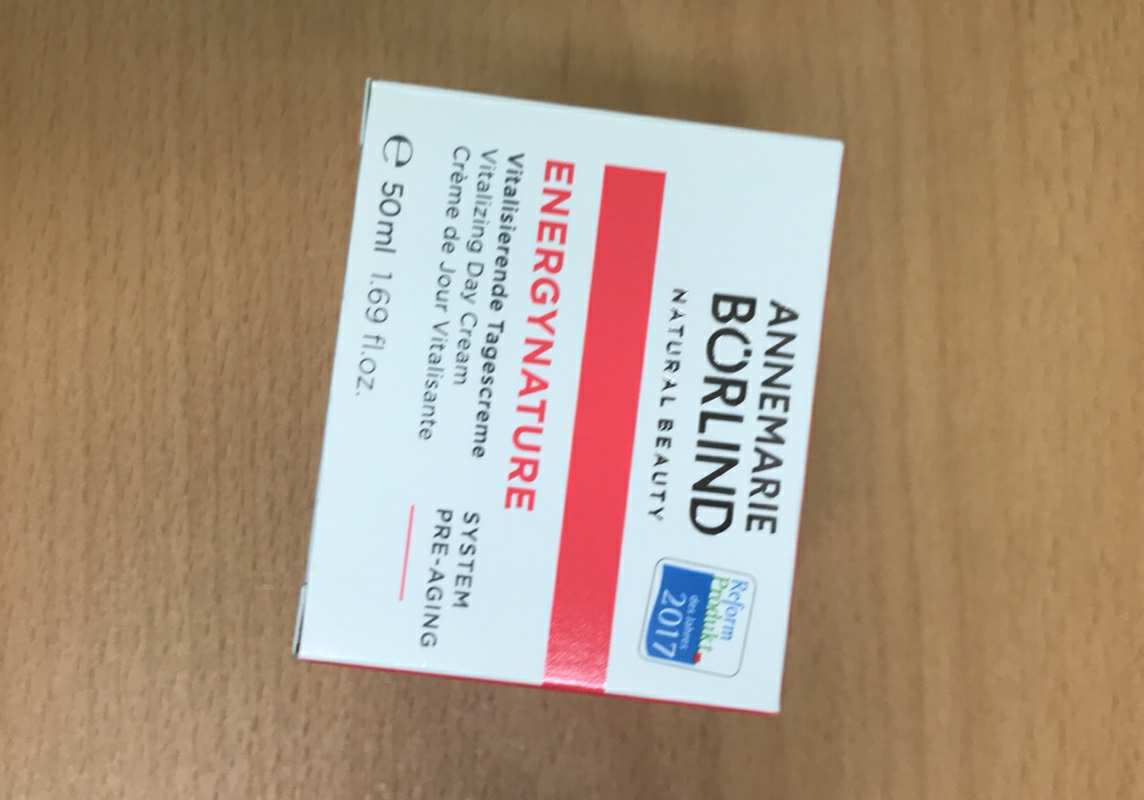 ANNEMARIE
BÖRLIND
NATURAL BEAUTY
Reform
Produkt
des Jahres
2017
ENERGYNATURE
Vitalisierende Tagescreme
Vitalizing Day Cream
Crème de Jour Vitalisante
SYSTEM
PRE-AGING
e 50ml 1.69 fl.oz.